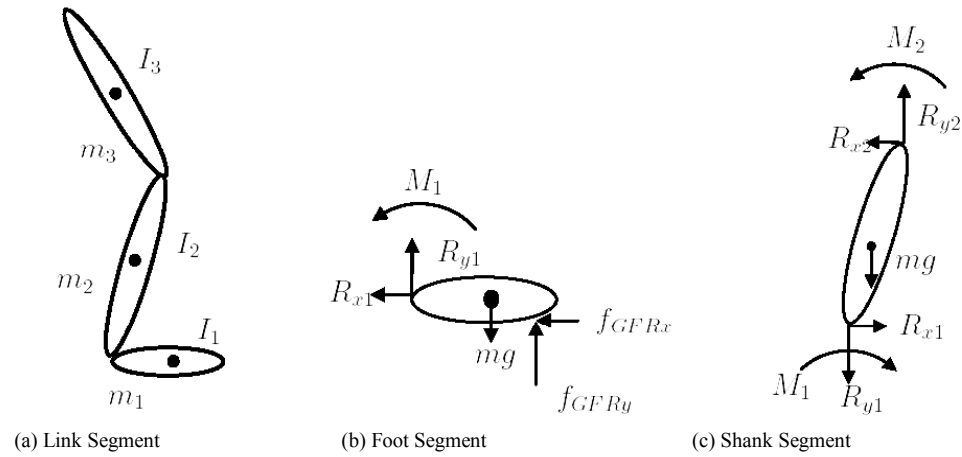 I3
m3
I2
m2
I1
m1
(a) Link Segment
M1
Ry1
Rx1
fGFRx
mg
fGFRy
(b) Foot Segment
M2
Ry2
Rx2
mg
Rx1
M1
Ry1
(c) Shank Segment